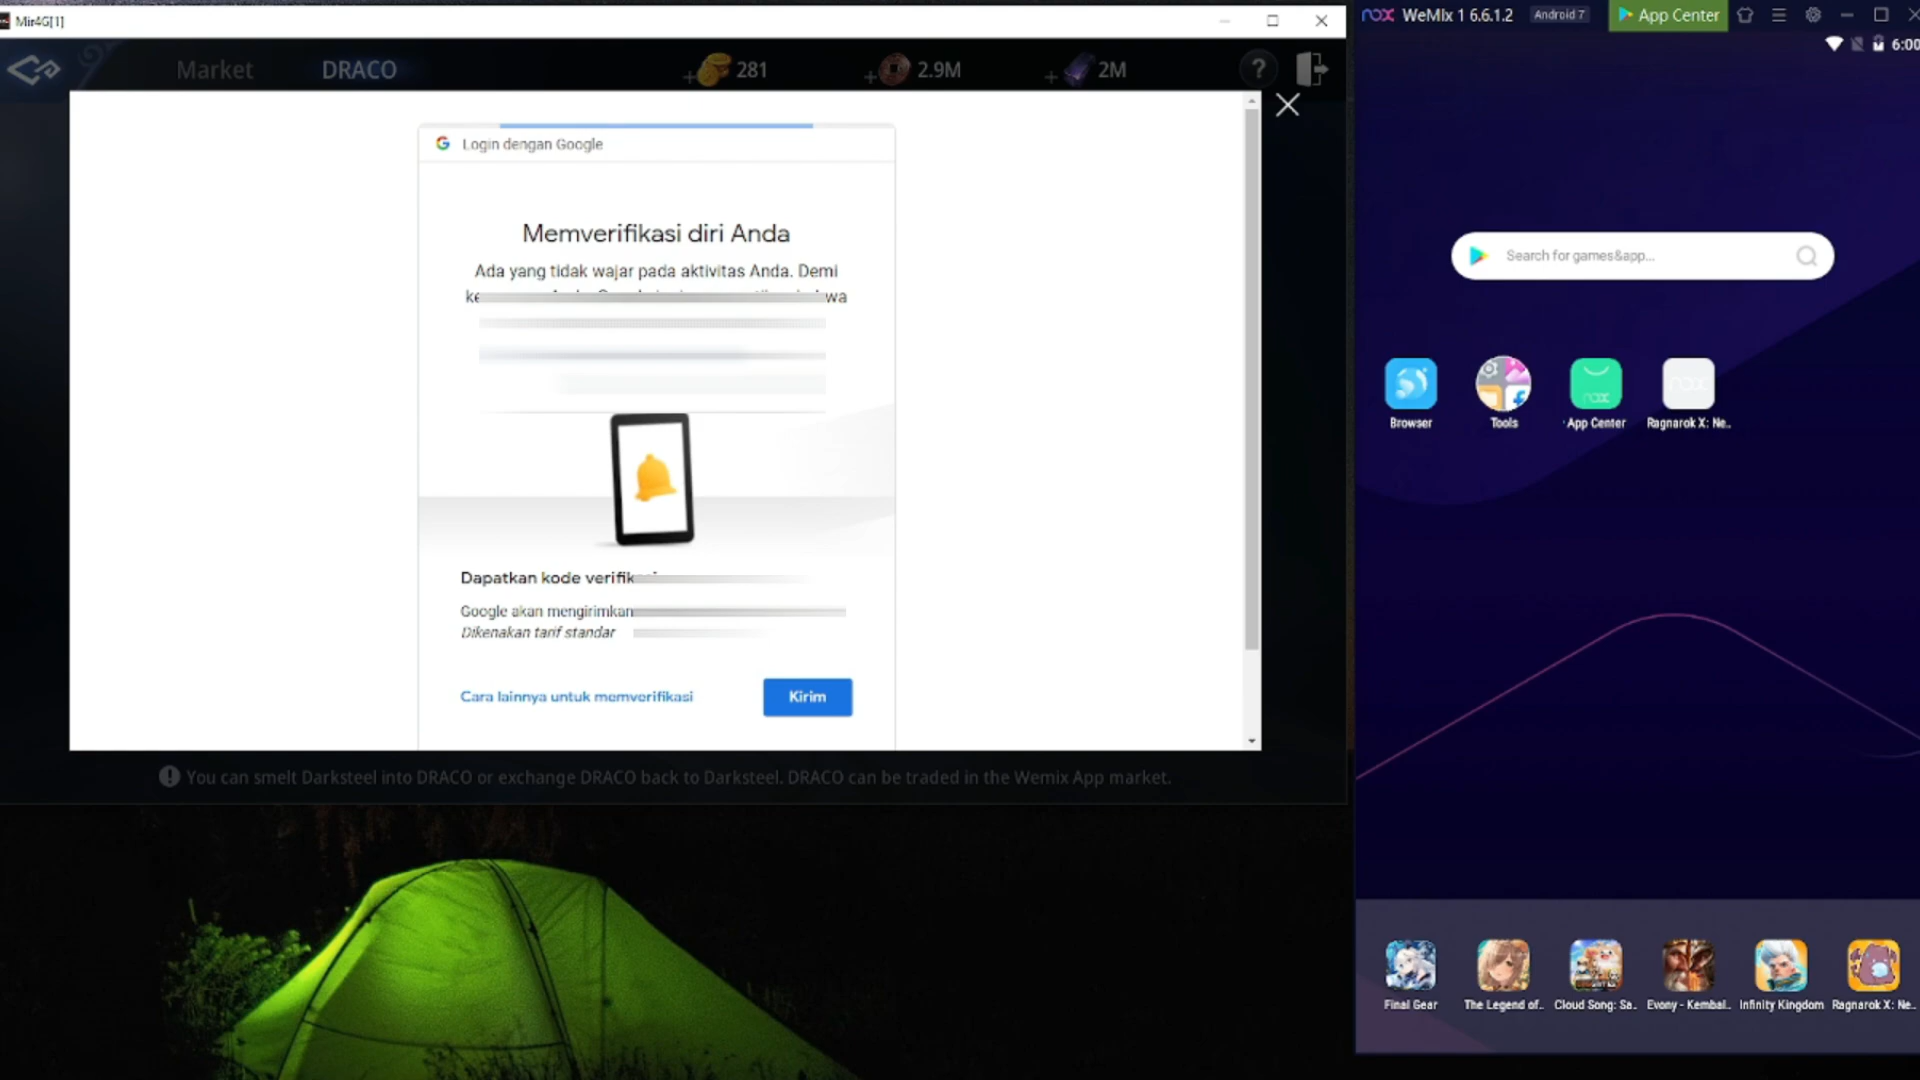 Mir4G[1]
Market
DRACO
281
2.9M
2M
?
Login dengan Google
Memverifikasi diri Anda
Ada yang tidak wajar pada aktivitas Anda. Demi
Dapatkan kode
Google akan mengirimkan
Dikenakan tarif standar
Cara lainnya untuk memverifikasi
Kirim
You can smelt Darksteel into DRACO or exchange DRACO back to Darksteel. DRACO can be traded in the Wemix App market.
nox WeMIx 1 6.6.1.2 Android 7 App Center
6:00
Search for games&app...
Browser
Tools
App Center
nox
nox
Ragnarok X: Ne..
Final Gear
The Legend of..
Cloud Song: Sa..
Evony - Kembal..
Infinity Kingdom
Ragnarok X: Ne..